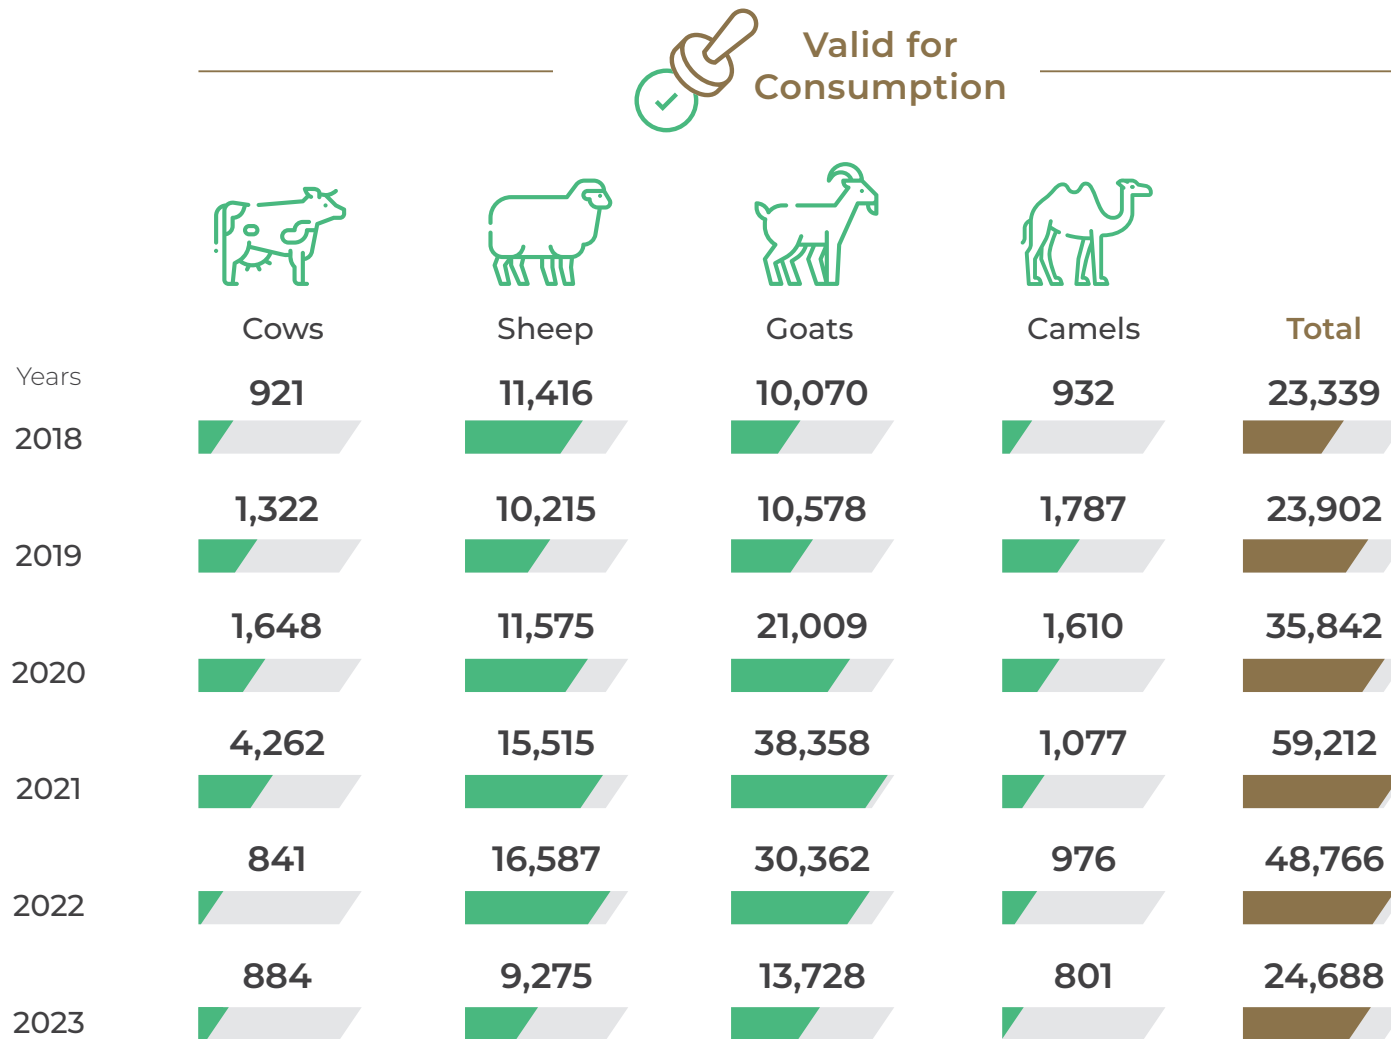 Valid for
Consumption
Cows Sheep Goats Camels Total
Years
921 11,416 10,070 932 23,339
2018
1,322 10,215 10,578 1,787 23,902
2019
1,648 11,575 21,009 1,610 35,842
2020
4,262 15,515 38,358 1,077 59,212
2021
841 16,587 30,362 976 48,766
2022
884 9,275 13,728 801 24,688
2023